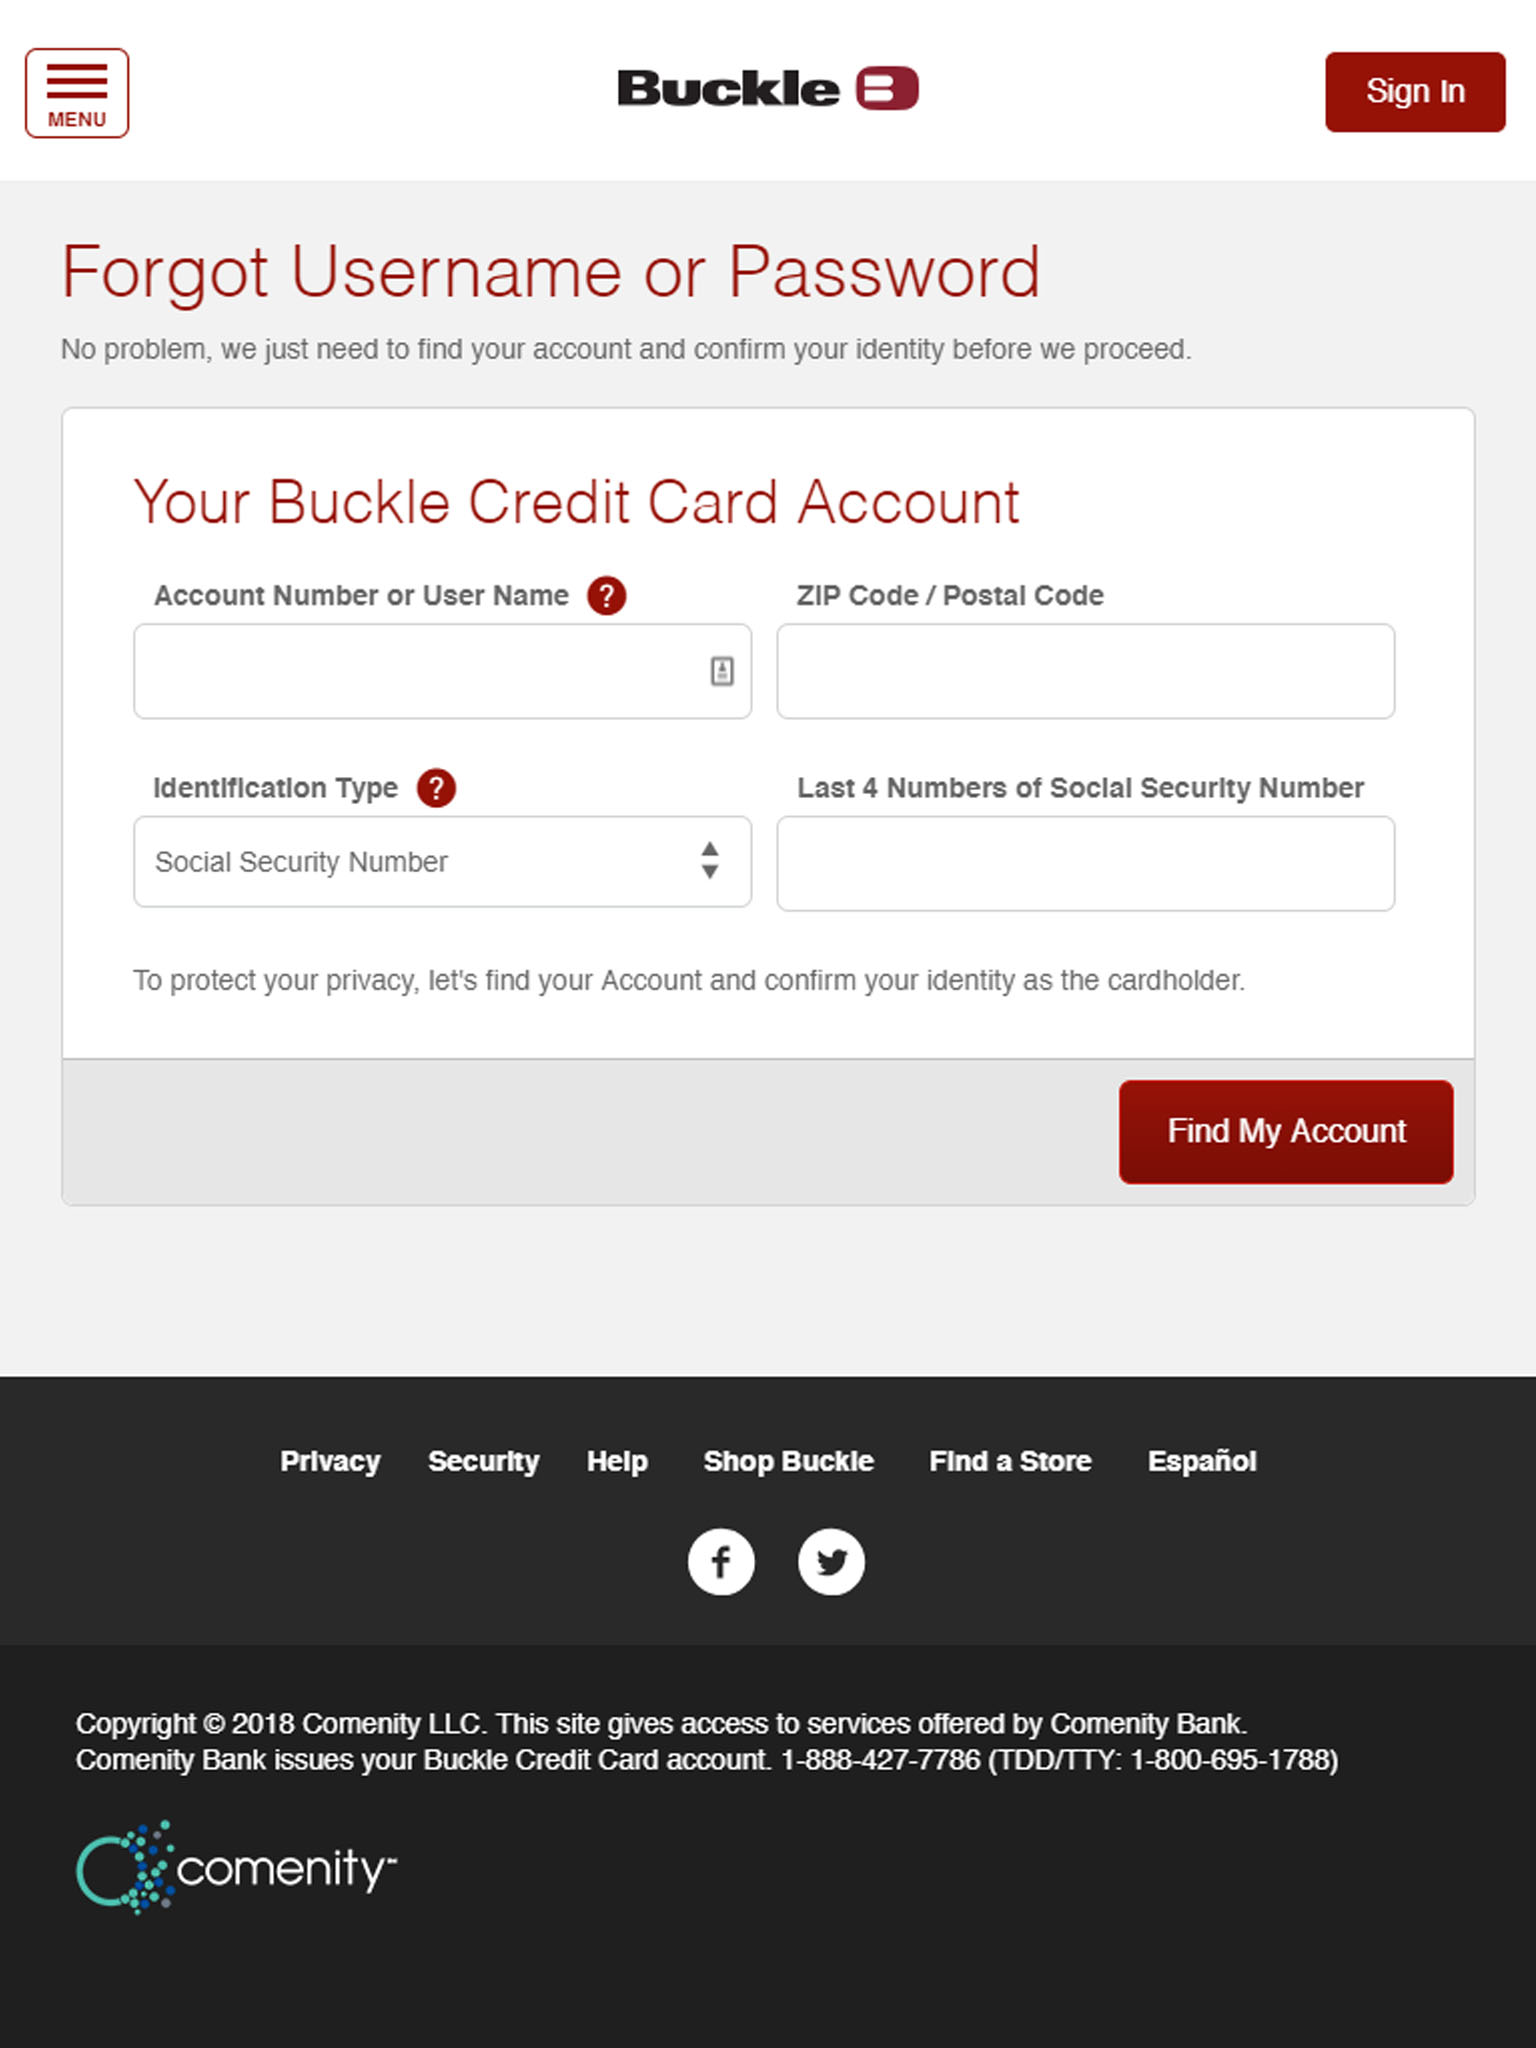 MENU
Buckle B
Sign In
Forgot Username or Password
No problem, we just need to find your account and confirm your identity before we proceed.
Your Buckle Credit Card Account
Account Number or User Name ?
ZIP Code / Postal Code
Identification Type ?
Last 4 Numbers of Social Security Number
Social Security Number
To protect your privacy, let's find your Account and confirm your identity as the cardholder.
Find My Account
Privacy Security Help Shop Buckle Find a Store Español
f
Copyright © 2018 Comenity LLC. This site gives access to services offered by Comenity Bank.
Comenity Bank issues your Buckle Credit Card account. 1-888-427-7786 (TDD/TTY: 1-800-695-1788)
comenity™